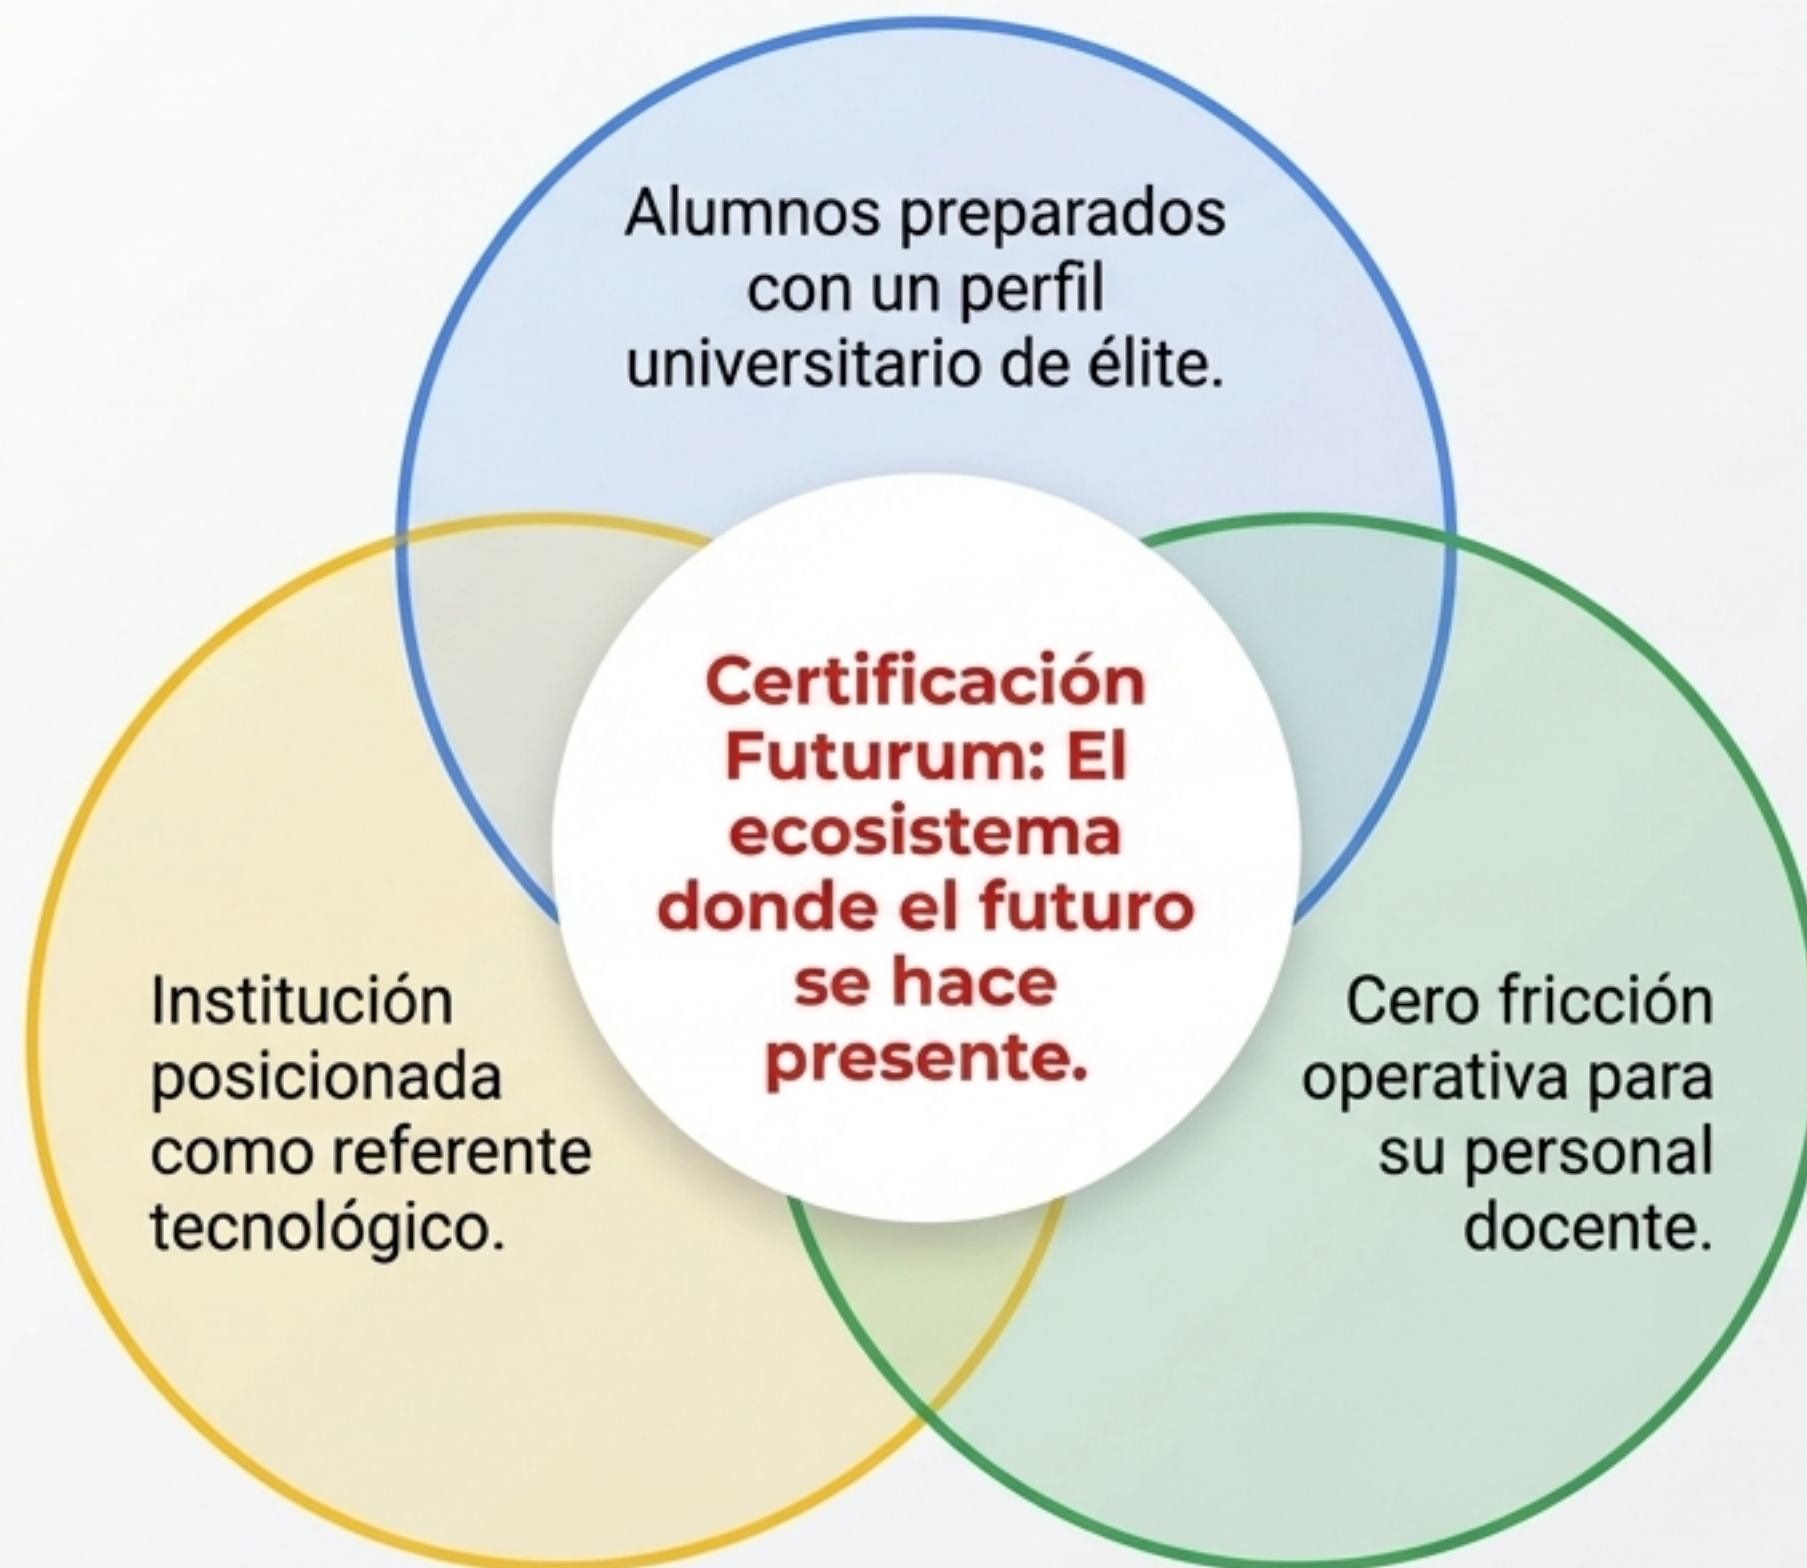 Alumnos preparados
con un perfil
universitario de élite.
Certificación
Futurum: El
ecosistema
donde el futuro
se hace
presente.
Institución
posicionada
como referente
tecnológico.
Cero fricción
operativa para
su personal
docente.